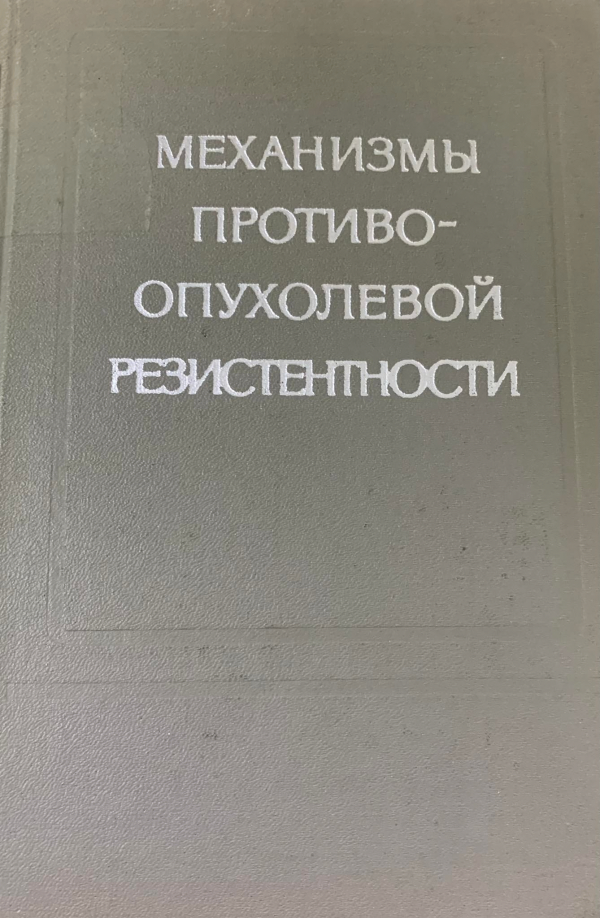 МЕХАНИЗМЫ
ПРОТИВО-
ОПУХОЛЕВОЙ
РЕЗИСТЕНТНОСТИ